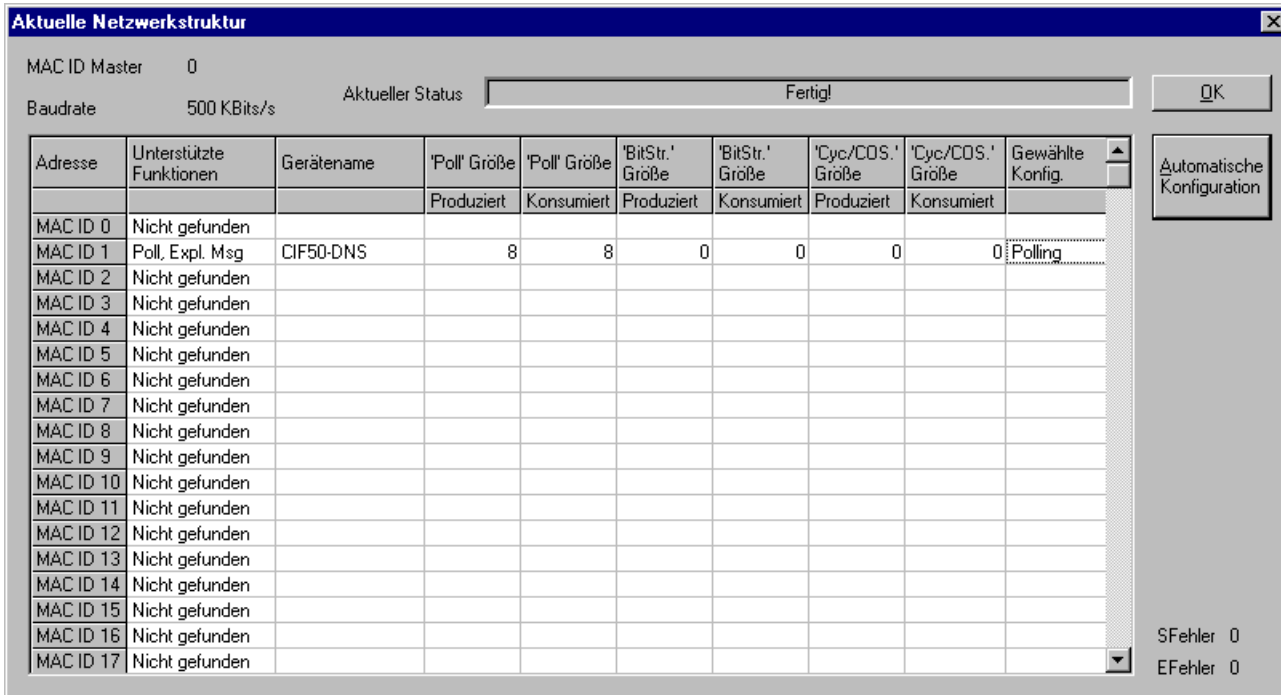 Aktuelle Netzwerkstruktur
MAC ID Master 0
Baudrate 500 KBits/s
Aktueller Status Fertig!
OK
Automatische
Konfiguration
Adresse Unterstützte Funktionen Gerätename 'Poll' Größe 'Poll' Größe 'BitStr.' Größe 'BitStr.' Größe 'Cyc/COS.' Größe 'Cyc/COS.' Größe Gewählte Konfig.
Produziert Konsumiert Produziert Konsumiert Produziert Konsumiert
MAC ID 0 Nicht gefunden
MAC ID 1 Poll, Expl. Msg CIF50-DNS 8 8 0 0 0 0 Polling
MAC ID 2 Nicht gefunden
MAC ID 3 Nicht gefunden
MAC ID 4 Nicht gefunden
MAC ID 5 Nicht gefunden
MAC ID 6 Nicht gefunden
MAC ID 7 Nicht gefunden
MAC ID 8 Nicht gefunden
MAC ID 9 Nicht gefunden
MAC ID 10 Nicht gefunden
MAC ID 11 Nicht gefunden
MAC ID 12 Nicht gefunden
MAC ID 13 Nicht gefunden
MAC ID 14 Nicht gefunden
MAC ID 15 Nicht gefunden
MAC ID 16 Nicht gefunden
MAC ID 17 Nicht gefunden
SFehler 0
EFehler 0